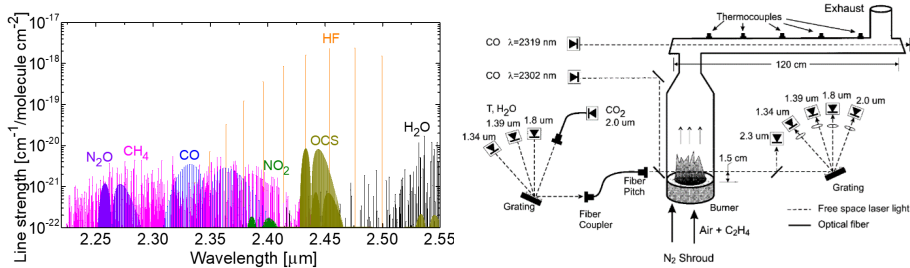 Line strength [cm⁻¹/molecule cm⁻²]
10⁻¹⁷
10⁻¹⁸
10⁻¹⁹
10⁻²⁰
10⁻²¹
10⁻²²
HF
N₂O
CH₄
CO
NO₂
OCS
H₂O
2.25
2.30
2.35
2.40
2.45
2.50
2.55
Wavelength [μm]
Exhaust
Thermocouples
CO λ=2319 nm
120 cm
CO λ=2302 nm
T, H₂O
1.34 um
1.39 um
1.8 um
CO₂
2.0 um
Grating
Fiber
Coupler
Fiber
Pitch
1.5 cm
Burner
N₂ Shroud
Air + C₂H₄
2.3 um
1.34 um
1.39 um
1.8 um
2.0 um
Grating
Free space laser light
Optical fiber